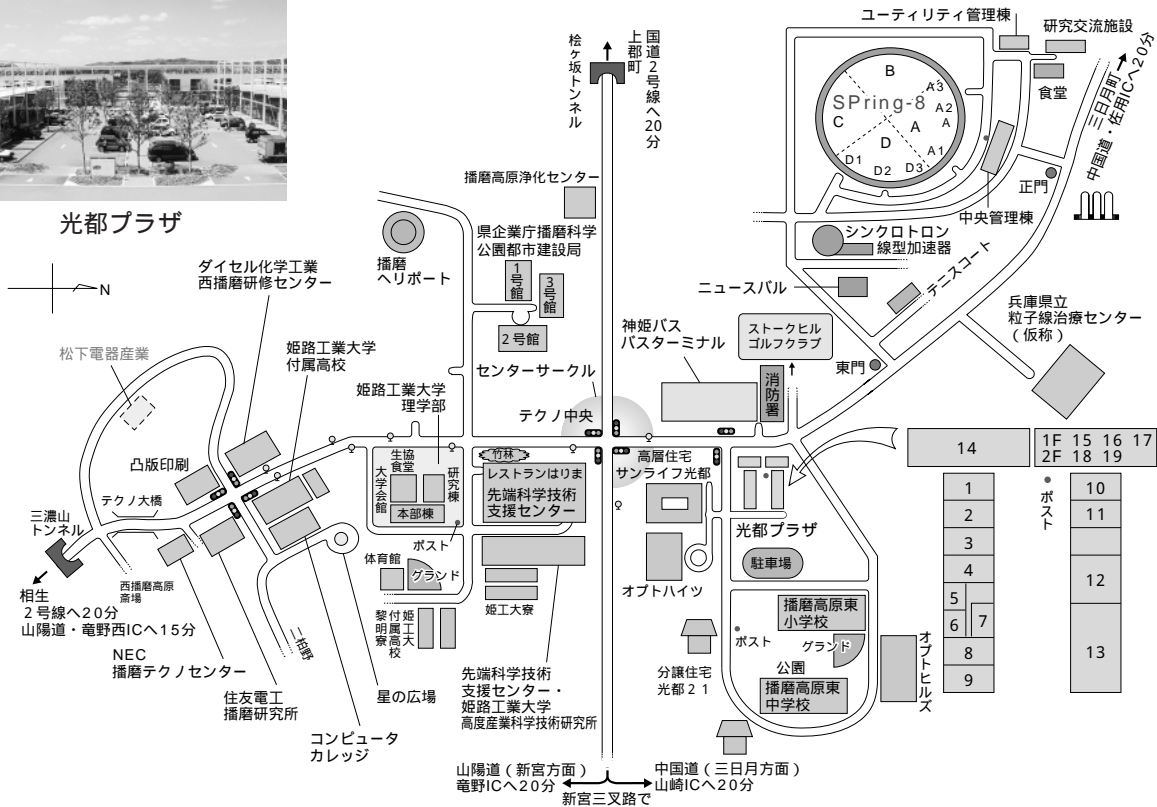 光都プラザ
N
桧ヶ坂トンネル
国道2号線へ20分
上郡町
ユーティリティ管理棟
研究交流施設
食堂
三日月町
中国道・佐用ICへ20分
SPring-8
B
A3
A2
A
C
A
D
A1
D1
D2
D3
正門
中央管理棟
シンクロトロン
線型加速器
ニュースバル
テニスコート
兵庫県立
粒子線治療センター
(仮称)
播磨高原浄化センター
県企業庁播磨科学
公園都市建設局
1号館
3号館
2号館
播磨
ヘリポート
ダイセル化学工業
西播磨研修センター
松下電器産業
姫路工業大学
付属高校
姫路工業大学
理学部
センターサークル
テクノ中央
神姫バス
バスターミナル
ストークヒル
ゴルフクラブ
消防署
東門
凸版印刷
テクノ大橋
三濃山
トンネル
相生
2号線へ20分
山陽道・竜野西ICへ15分
西播磨高原
斎場
NEC
播磨テクノセンター
住友電工
播磨研究所
コンピュータ
カレッジ
二柏野
星の広場
生協
食堂
大学会館
研究棟
本部棟
ポスト
体育館
グランド
姫工大
付属高校
黎明寮
竹林
レストランはりま
先端科学技術
支援センター
姫工大寮
先端科学技術
支援センター・
姫路工業大学
高度産業科学技術研究所
高層住宅
サンライフ光都
オプトハイツ
光都プラザ
駐車場
播磨高原東
小学校
ポスト
グランド
公園
播磨高原東
中学校
分譲住宅
光都21
オプトヒルズ
14
1F 15 16 17
2F 18 19
1
2
3
4
5
6
7
8
9
ポスト
10
11
12
13
山陽道(新宮方面)
竜野ICへ20分
中国道(三日月方面)
山崎ICへ20分
新宮三叉路で